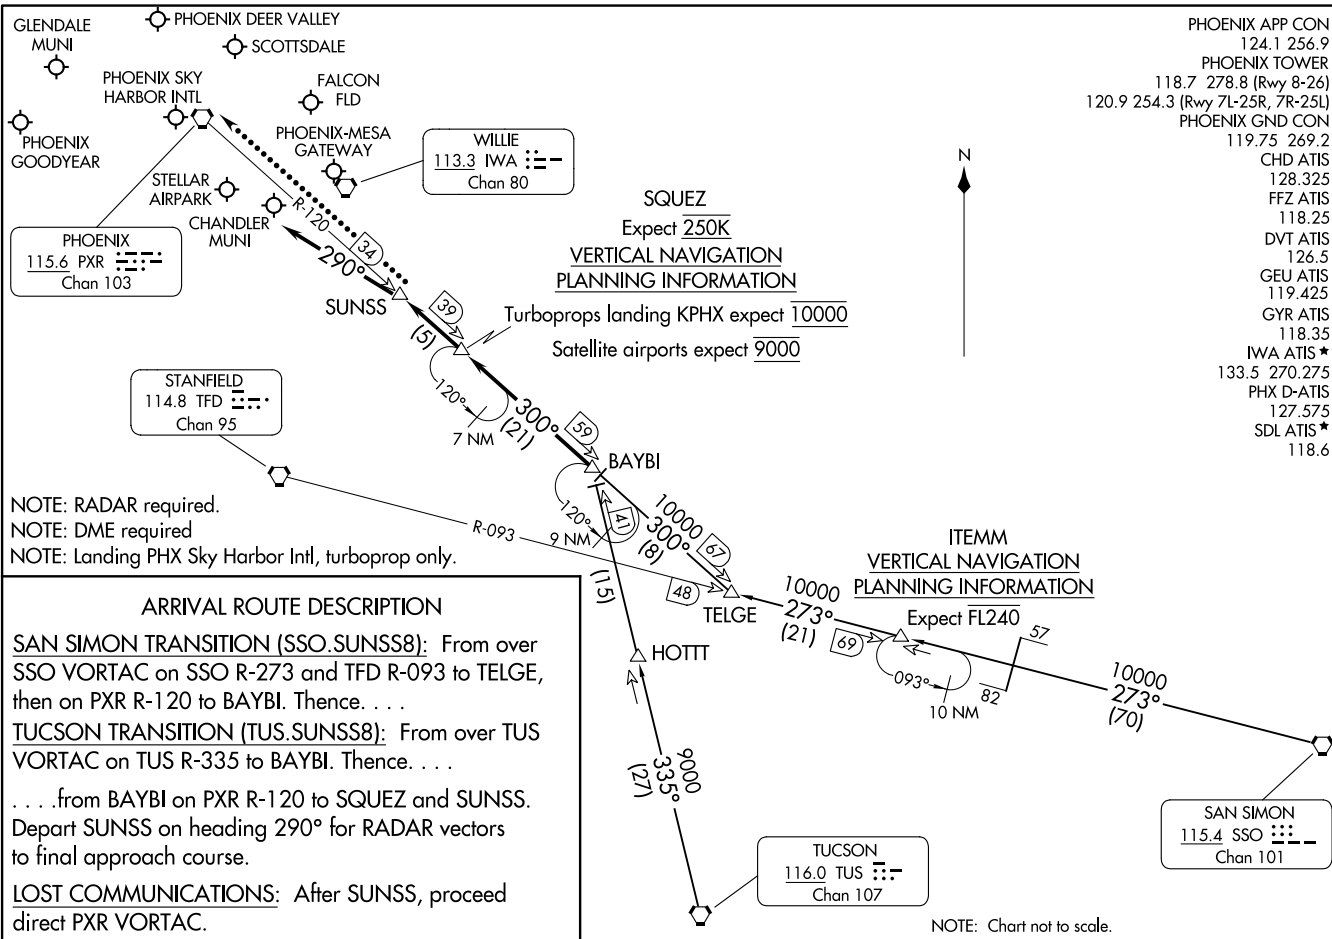 GLENDALE
MUNI
PHOENIX DEER VALLEY
SCOTTSDALE
PHOENIX SKY
HARBOR INTL
FALCON
FLD
PHOENIX
GOODYEAR
PHOENIX-MESA
GATEWAY
WILLIE
113.3 IWA
Chan 80
STELLAR
AIRPARK
CHANDLER
MUNI
PHOENIX
115.6 PXR
Chan 103
R-120
34
290°
SUNSS
39
(5)
N
SQUEZ
Expect 250K
VERTICAL NAVIGATION
PLANNING INFORMATION
Turboprops landing KPHX expect 10000
Satellite airports expect 9000
PHOENIX APP CON
124.1 256.9
PHOENIX TOWER
118.7 278.8 (Rwy 8-26)
120.9 254.3 (Rwy 7L-25R, 7R-25L)
PHOENIX GND CON
119.75 269.2
CHD ATIS
128.325
FFZ ATIS
118.25
DVT ATIS
126.5
GEU ATIS
119.425
GYR ATIS
118.35
IWA ATIS ★
133.5 270.275
PHX D-ATIS
127.575
SDL ATIS ★
118.6
STANFIELD
114.8 TFD
Chan 95
120°
7 NM
300°
(21)
59
BAYBI
120°
9 NM
41
10000
300°
(8)
67
R-093
48
TELGE
(15)
HOTTT
9000
335°
(27)
ITEMM
VERTICAL NAVIGATION
PLANNING INFORMATION
Expect FL240
10000
273°
(21)
69
093°
10 NM
57
82
10000
273°
(70)
SAN SIMON
115.4 SSO
Chan 101
TUCSON
116.0 TUS
Chan 107
NOTE: Chart not to scale.
NOTE: RADAR required.
NOTE: DME required
NOTE: Landing PHX Sky Harbor Intl, turboprop only.
ARRIVAL ROUTE DESCRIPTION
SAN SIMON TRANSITION (SSO.SUNSS8): From over
SSO VORTAC on SSO R-273 and TFD R-093 to TELGE,
then on PXR R-120 to BAYBI. Thence. . . .
TUCSON TRANSITION (TUS.SUNSS8): From over TUS
VORTAC on TUS R-335 to BAYBI. Thence. . . .
. . . .from BAYBI on PXR R-120 to SQUEZ and SUNSS.
Depart SUNSS on heading 290° for RADAR vectors
to final approach course.
LOST COMMUNICATIONS: After SUNSS, proceed
direct PXR VORTAC.